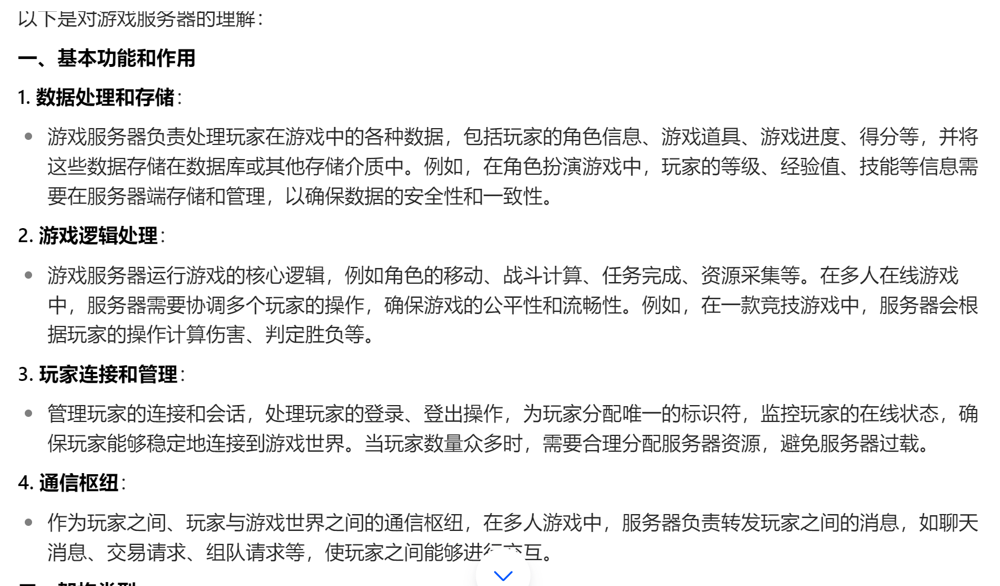 以下是对游戏服务器的理解：
一、基本功能和作用
1. 数据处理和存储：
游戏服务器负责处理玩家在游戏中的各种数据，包括玩家的角色信息、游戏道具、游戏进度、得分等，并将
这些数据存储在数据库或其他存储介质中。例如，在角色扮演游戏中，玩家的等级、经验值、技能等信息需
要在服务器端存储和管理，以确保数据的安全性和一致性。
2. 游戏逻辑处理：
游戏服务器运行游戏的核心逻辑，例如角色的移动、战斗计算、任务完成、资源采集等。在多人在线游戏
中，服务器需要协调多个玩家的操作，确保游戏的公平性和流畅性。例如，在一款竞技游戏中，服务器会根
据玩家的操作计算伤害、判定胜负等。
3. 玩家连接和管理：
管理玩家的连接和会话，处理玩家的登录、登出操作，为玩家分配唯一的标识符，监控玩家的在线状态，确
保玩家能够稳定地连接到游戏世界。当玩家数量众多时，需要合理分配服务器资源，避免服务器过载。
4. 通信枢纽：
作为玩家之间、玩家与游戏世界之间的通信枢纽，在多人游戏中，服务器负责转发玩家之间的消息，如聊天
消息、交易请求、组队请求等，使玩家之间能够进行交互。